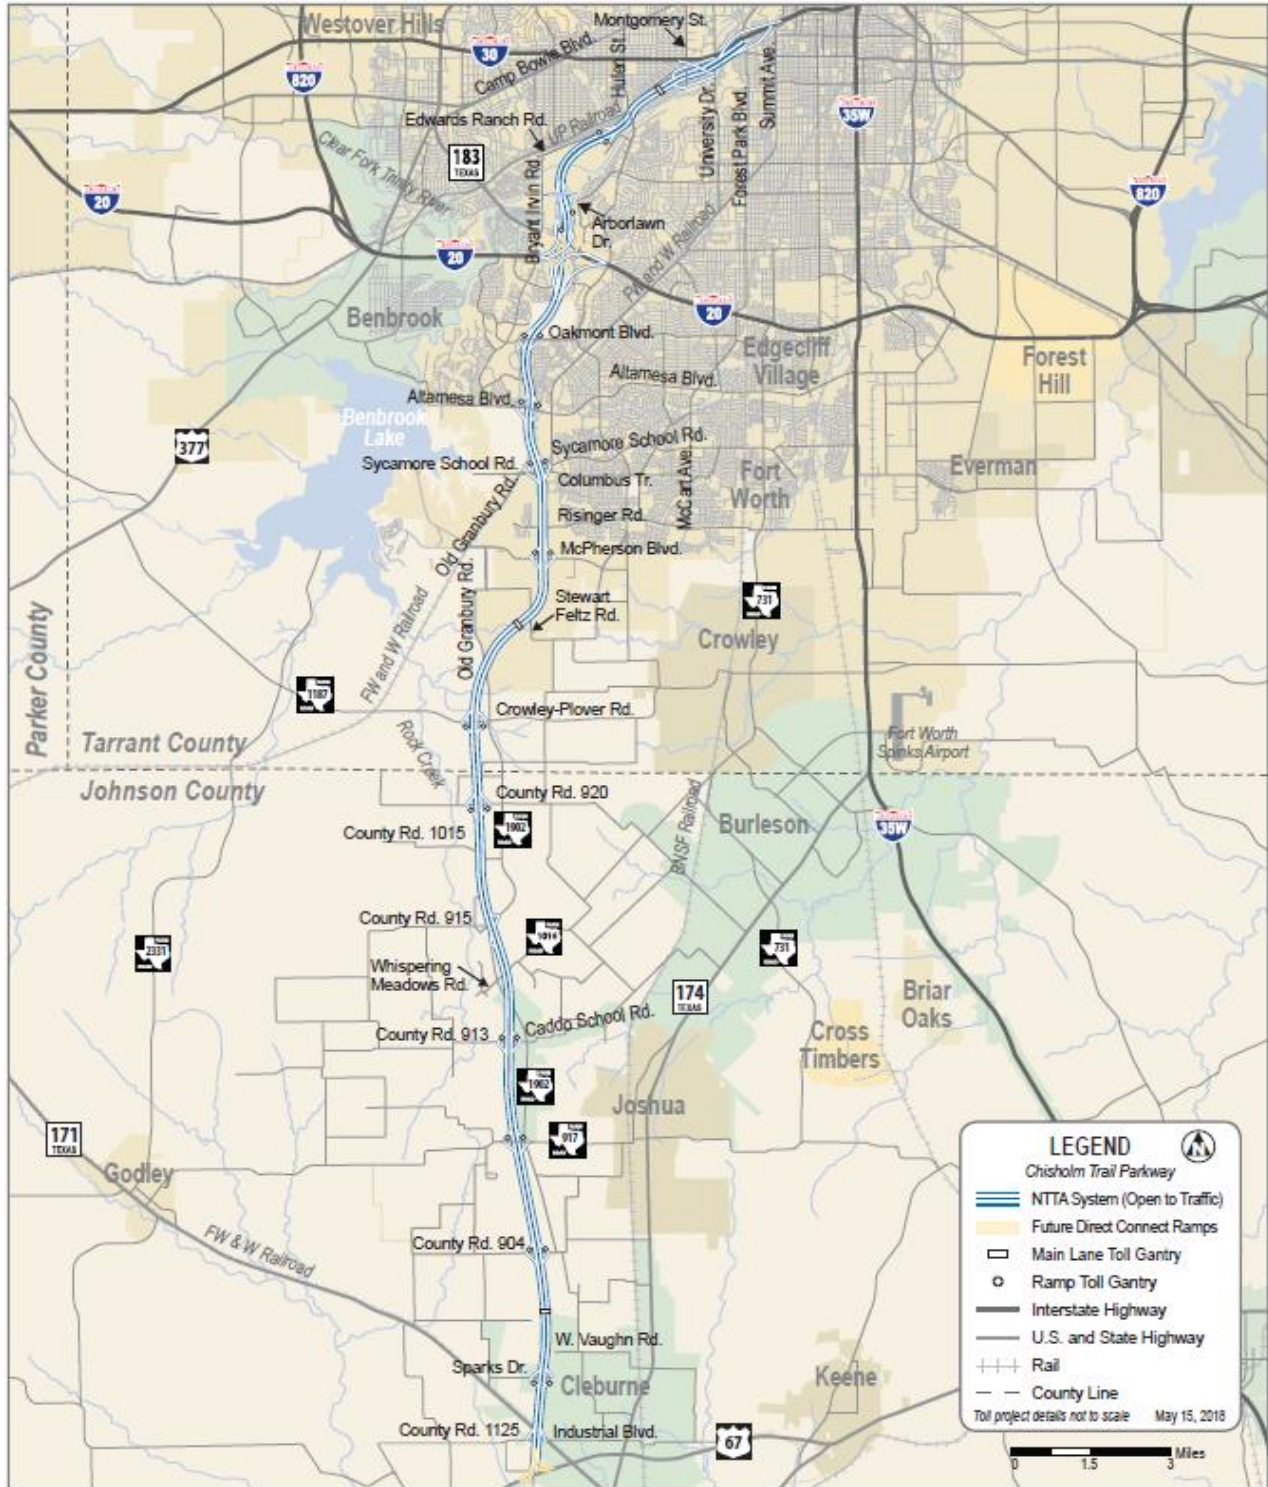 Westover Hills
Montgomery St.
30
Camp Bowie Blvd.
Hulen St.
820
35W
Edwards Ranch Rd.
UP Railroad
University Dr.
Forest Park Blvd.
Summit Ave.
183
TEXAS
Clear Fork Trinity River
Bryant Irvin Rd.
20
820
Arborlawn
Dr.
20
FW and W Railroad
20
Benbrook
Oakmont Blvd.
Edgecliff
Village
Forest
Hill
Altamesa Blvd.
Altamesa Blvd.
Benbrook
Lake
377
Sycamore School Rd.
Sycamore School Rd.
Columbus Tr.
Fort
Worth
Everman
McCart Ave.
Old Granbury Rd.
Risinger Rd.
McPherson Blvd.
Old Granbury Rd.
Stewart
Feltz Rd.
731
Crowley
FW and W Railroad
Parker County
1187
Crowley-Plover Rd.
Tarrant County
Rock Creek
Fort Worth
Spinks Airport
Johnson County
County Rd. 920
1902
County Rd. 1015
BNSF Railroad
Burleson
35W
County Rd. 915
2331
1016
731
Whispering
Meadows Rd.
174
TEXAS
Briar
Oaks
County Rd. 913
Caddo School Rd.
Cross
Timbers
1902
Joshua
171
TEXAS
917
Godley
FW & W Railroad
County Rd. 904
W. Vaughn Rd.
Sparks Dr.
Cleburne
Keene
County Rd. 1125
Industrial Blvd.
67
LEGEND
N
Chisholm Trail Parkway
NTTA System (Open to Traffic)
Future Direct Connect Ramps
Main Lane Toll Gantry
Ramp Toll Gantry
Interstate Highway
U.S. and State Highway
Rail
County Line
Toll project details not to scale May 15, 2018
Miles
0 1.5 3